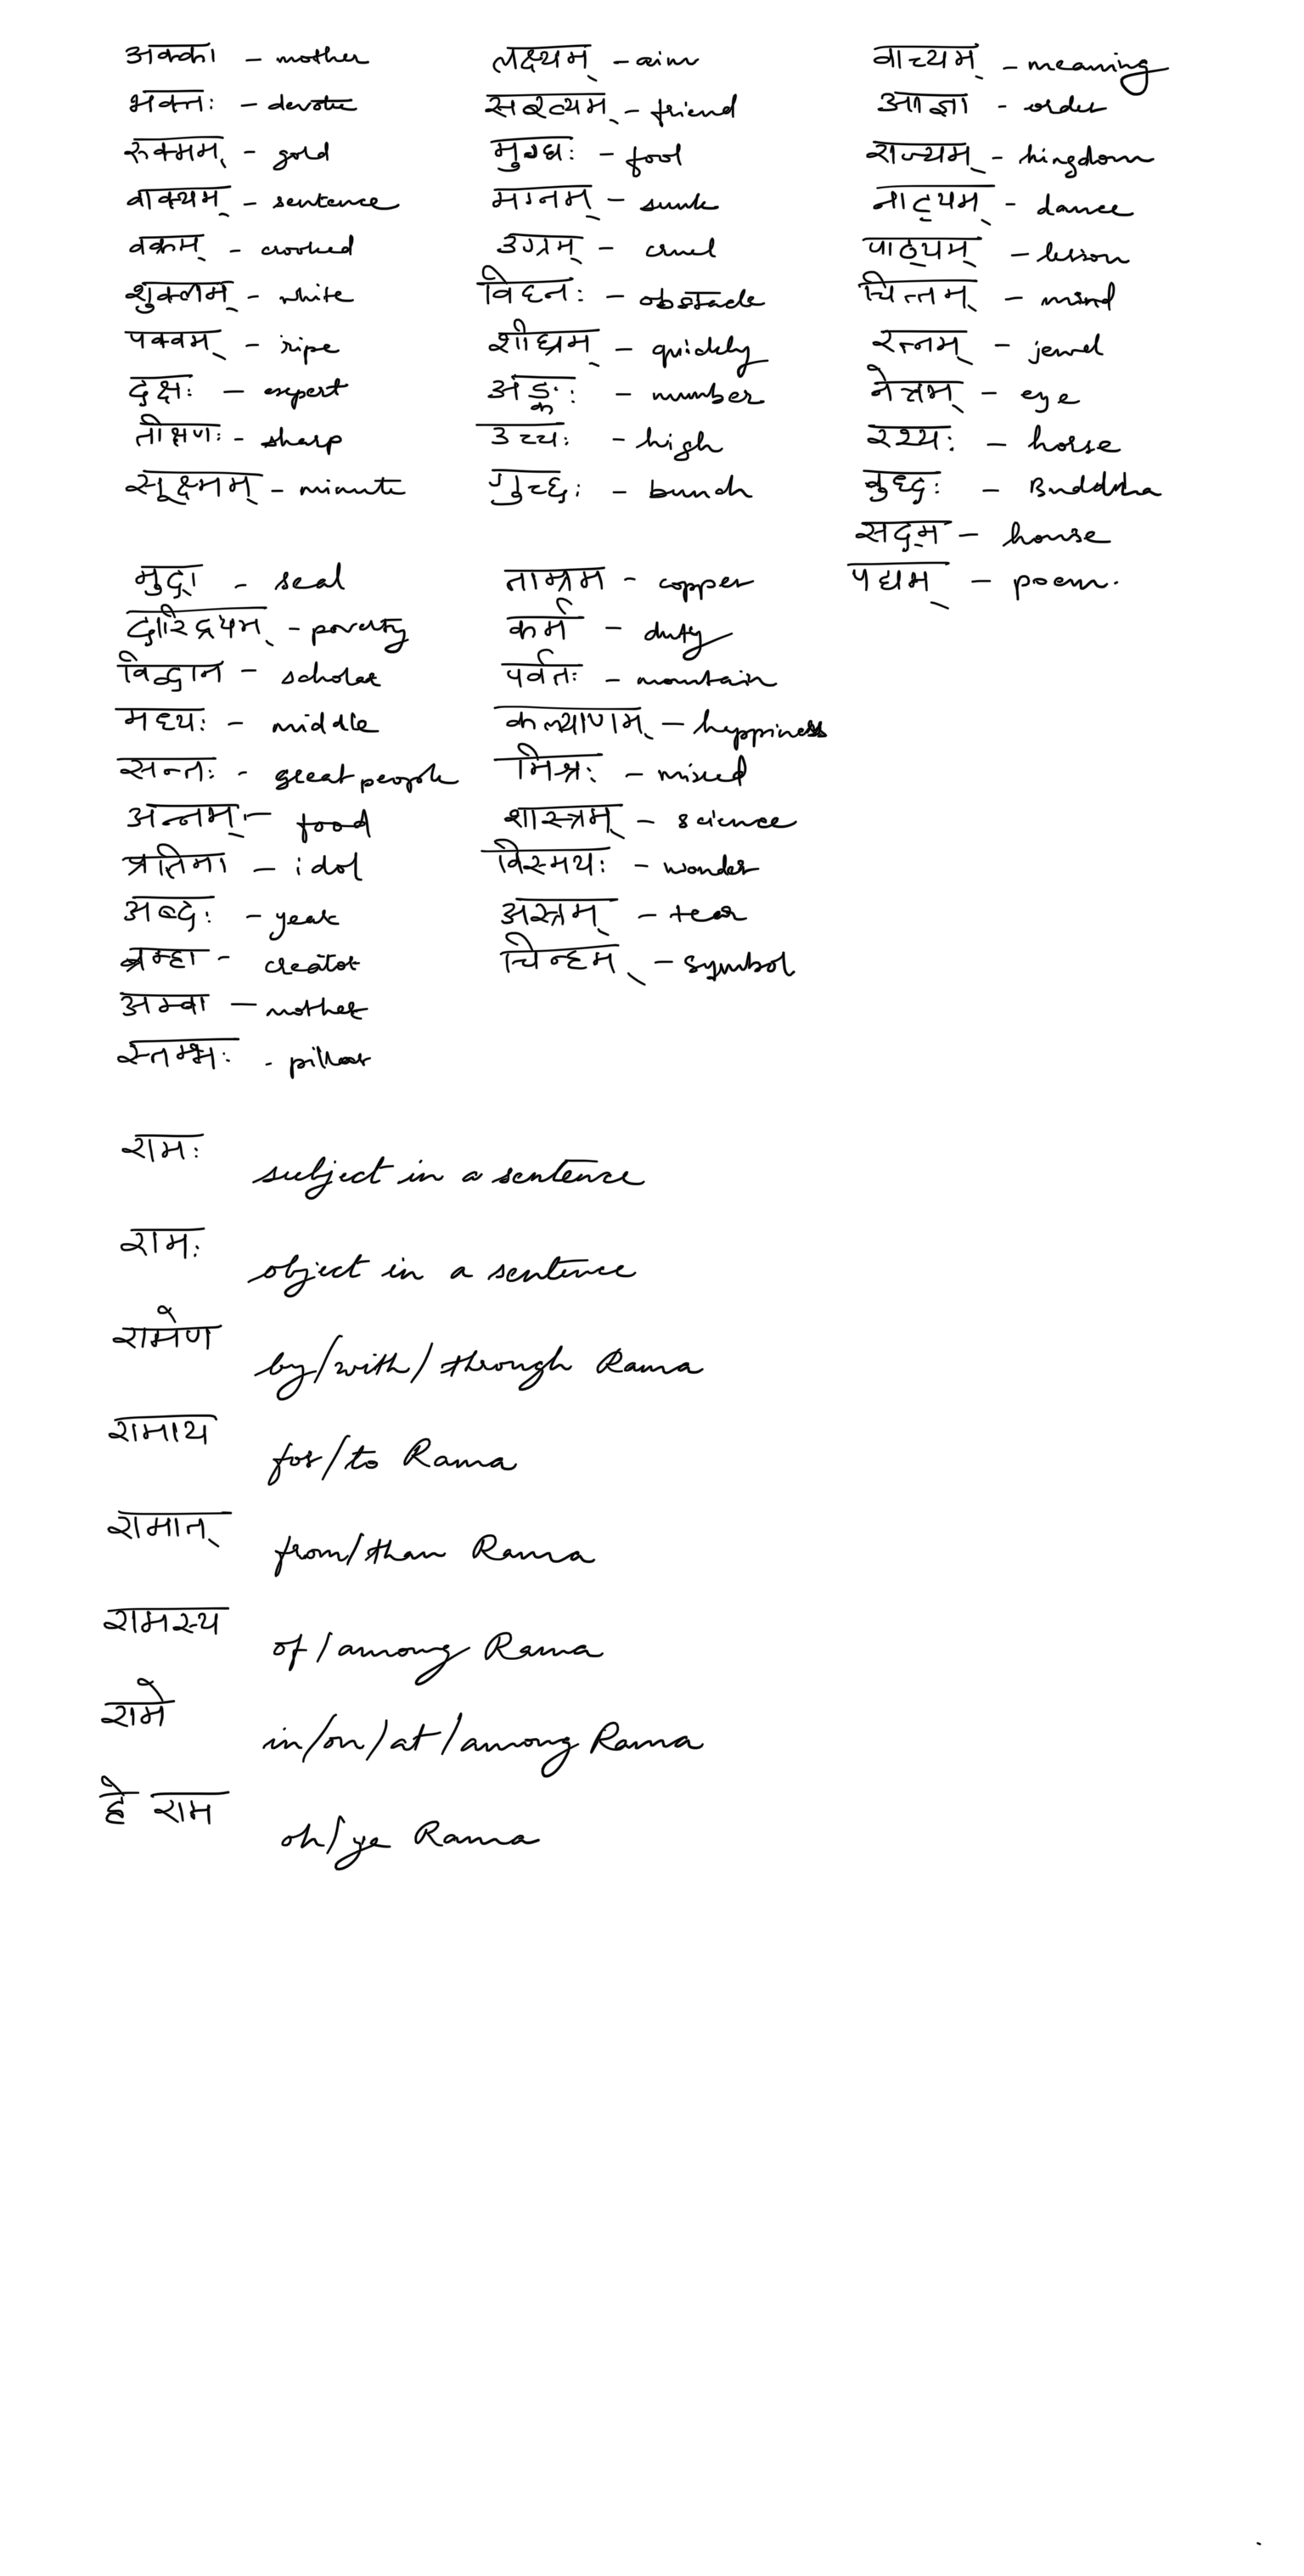 अक्का - mother
भक्तः - devotee
रुक्मम् - gold
वाक्यम् - sentence
वक्रम् - crooked
शुक्लम् - white
पक्वम् - ripe
दक्षः - expert
तीक्षणः - sharp
सूक्ष्मम् - minute
लक्ष्यम् - aim
सख्यम् - friend
मुग्धः - fool
मग्नम् - sunk
उग्रम् - cruel
विघ्नः - obstacle
शीघ्रम् - quickly
अङ्कः - number
उच्चः - high
गुच्छः - bunch
वाच्यम् - meaning
आज्ञा - order
राज्यम् - kingdom
नाट्यम् - dance
पाठ्यम् - lesson
चित्तम् - mind
रत्नम् - jewel
नेत्रम् - eye
रथ्यः - horse
बुध्दः - Buddha
सद्म - house
पद्यम् - poem.
मुद्रा - seal
दारिद्रयम् - poverty
विद्वान - scholar
मध्यः - middle
सन्तः - great people
अन्नम् - food
प्रतिमा - idol
अब्दः - year
ब्रम्हा - creator
अम्बा - mother
स्तम्भः - pillar
ताम्रम - copper
कर्म - duty
पर्वतः - mountain
कल्याणम् - happiness
मिश्रः - mixed
शास्त्रम् - science
विस्मयः - wonder
अस्त्रम् - tear
चिन्हम् - symbol
रामः
subject in a sentence
रामः
object in a sentence
रामेण
by/with/through Rama
रामाय
for/to Rama
रामात्
from/than Rama
रामस्य
of/among Rama
रामे
in/on/at/among Rama
हे राम
oh/ye Rama